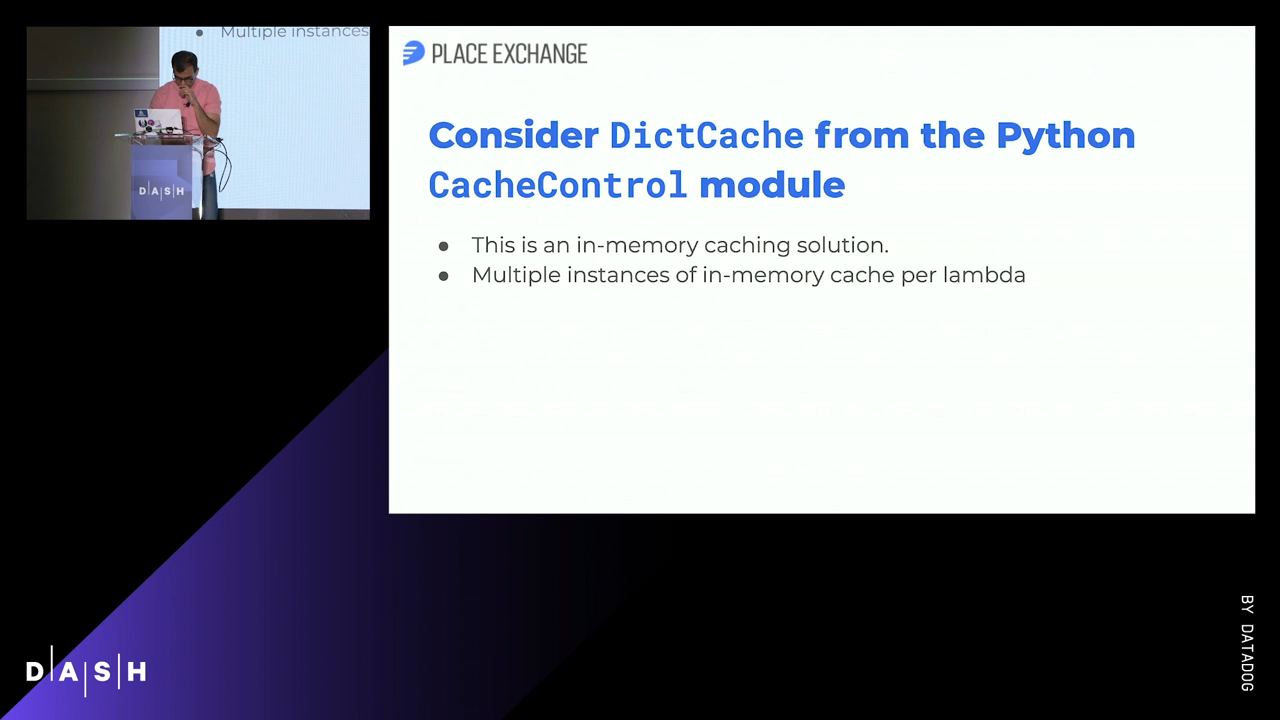 Multiple instances
D|A|S|H
PLACE EXCHANGE
Consider DictCache from the Python
CacheControl module
● This is an in-memory caching solution.
● Multiple instances of in-memory cache per lambda
D|A|S|H
BY DATADOG